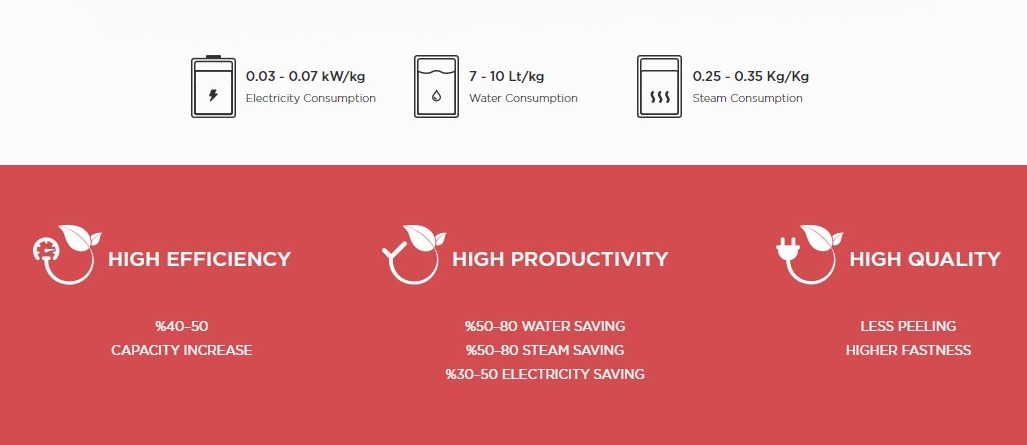 0.03 - 0.07 kW/kg
Electricity Consumption
7 - 10 Lt/kg
Water Consumption
0.25 - 0.35 Kg/Kg
Steam Consumption
HIGH EFFICIENCY
%40-50
CAPACITY INCREASE
HIGH PRODUCTIVITY
%50-80 WATER SAVING
%50-80 STEAM SAVING
%30-50 ELECTRICITY SAVING
HIGH QUALITY
LESS PEELING
HIGHER FASTNESS